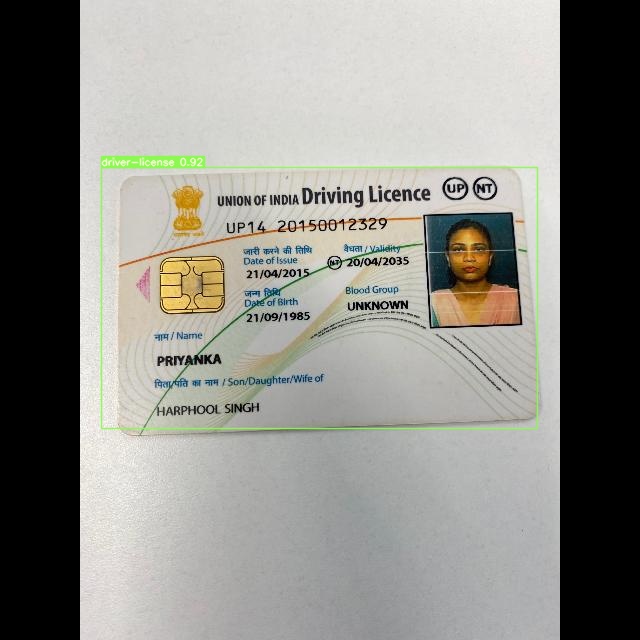 driver-license 0.92
UNION OF INDIA Driving Licence UP NT
UP14 20150012329
जारी करने की तिथि
Date of Issue
21/04/2015
वैधता / Validity
NT 20/04/2035
जन्म तिथि
Date of Birth
21/09/1985
Blood Group
UNKNOWN
नाम / Name
PRIYANKA
पिता/पति का नाम / Son/Daughter/Wife of
HARPHOOL SINGH